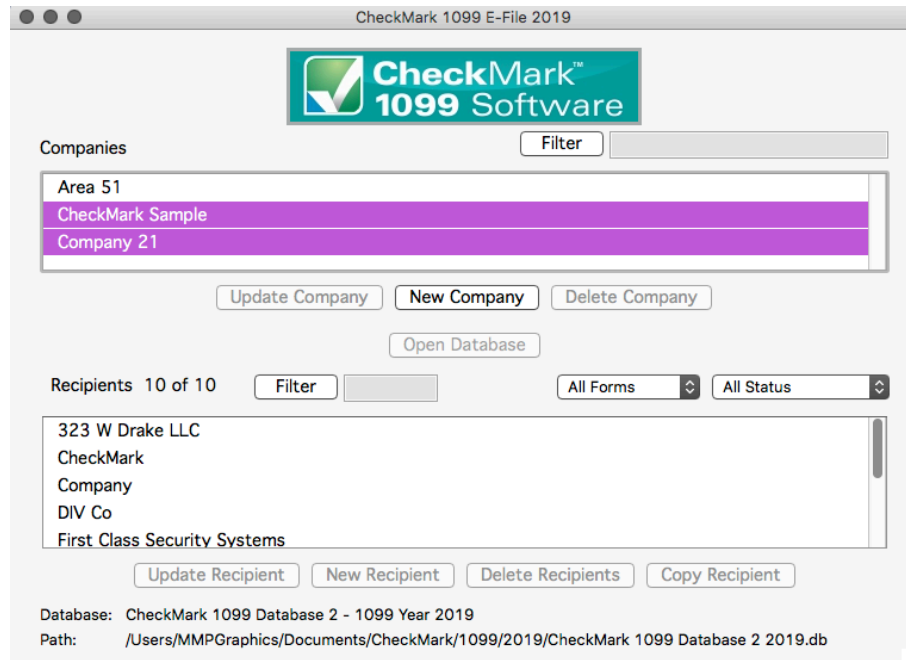 CheckMark 1099 E-File 2019
CheckMark™
1099 Software
Companies
Filter
Area 51
CheckMark Sample
Company 21
Update Company New Company Delete Company
Open Database
Recipients 10 of 10 Filter All Forms All Status
323 W Drake LLC
CheckMark
Company
DIV Co
First Class Security Systems
Update Recipient New Recipient Delete Recipients Copy Recipient
Database: CheckMark 1099 Database 2 - 1099 Year 2019
Path: /Users/MMPGraphics/Documents/CheckMark/1099/2019/CheckMark 1099 Database 2 2019.db